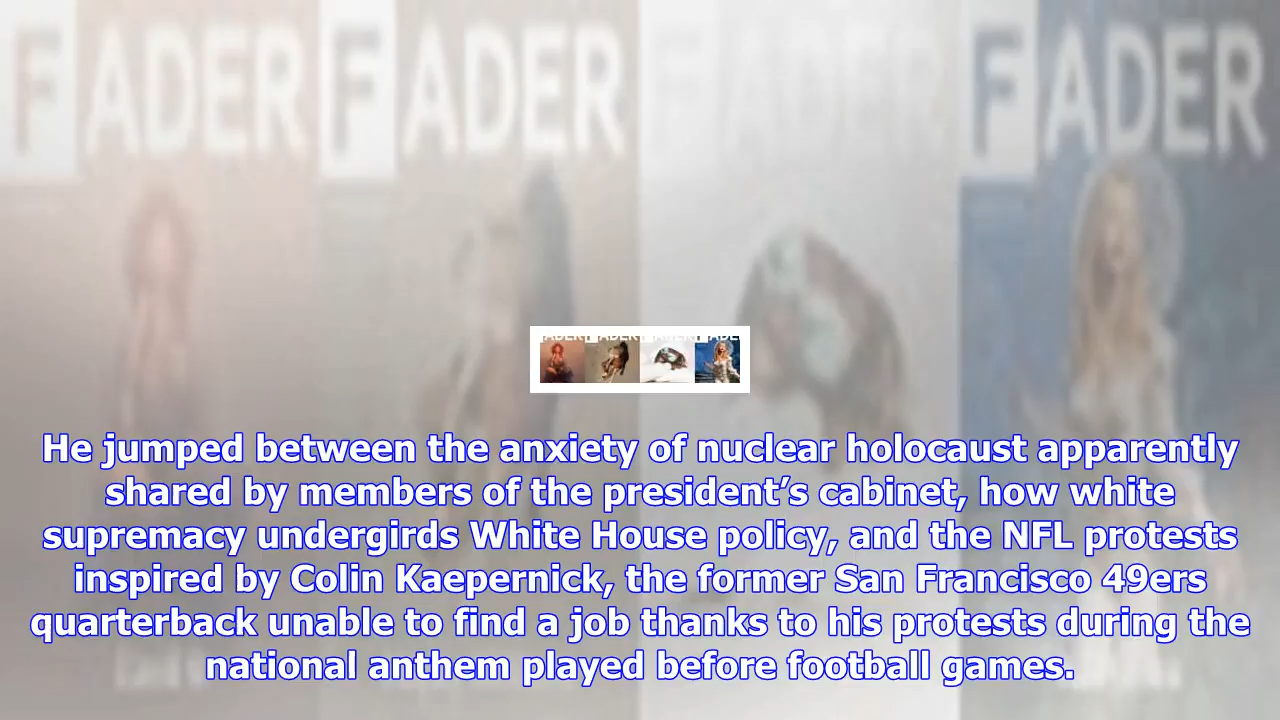 FADER FADER FADER FADER
He jumped between the anxiety of nuclear holocaust apparently
shared by members of the president’s cabinet, how white
supremacy undergirds White House policy, and the NFL protests
inspired by Colin Kaepernick, the former San Francisco 49ers
quarterback unable to find a job thanks to his protests during the
national anthem played before football games.